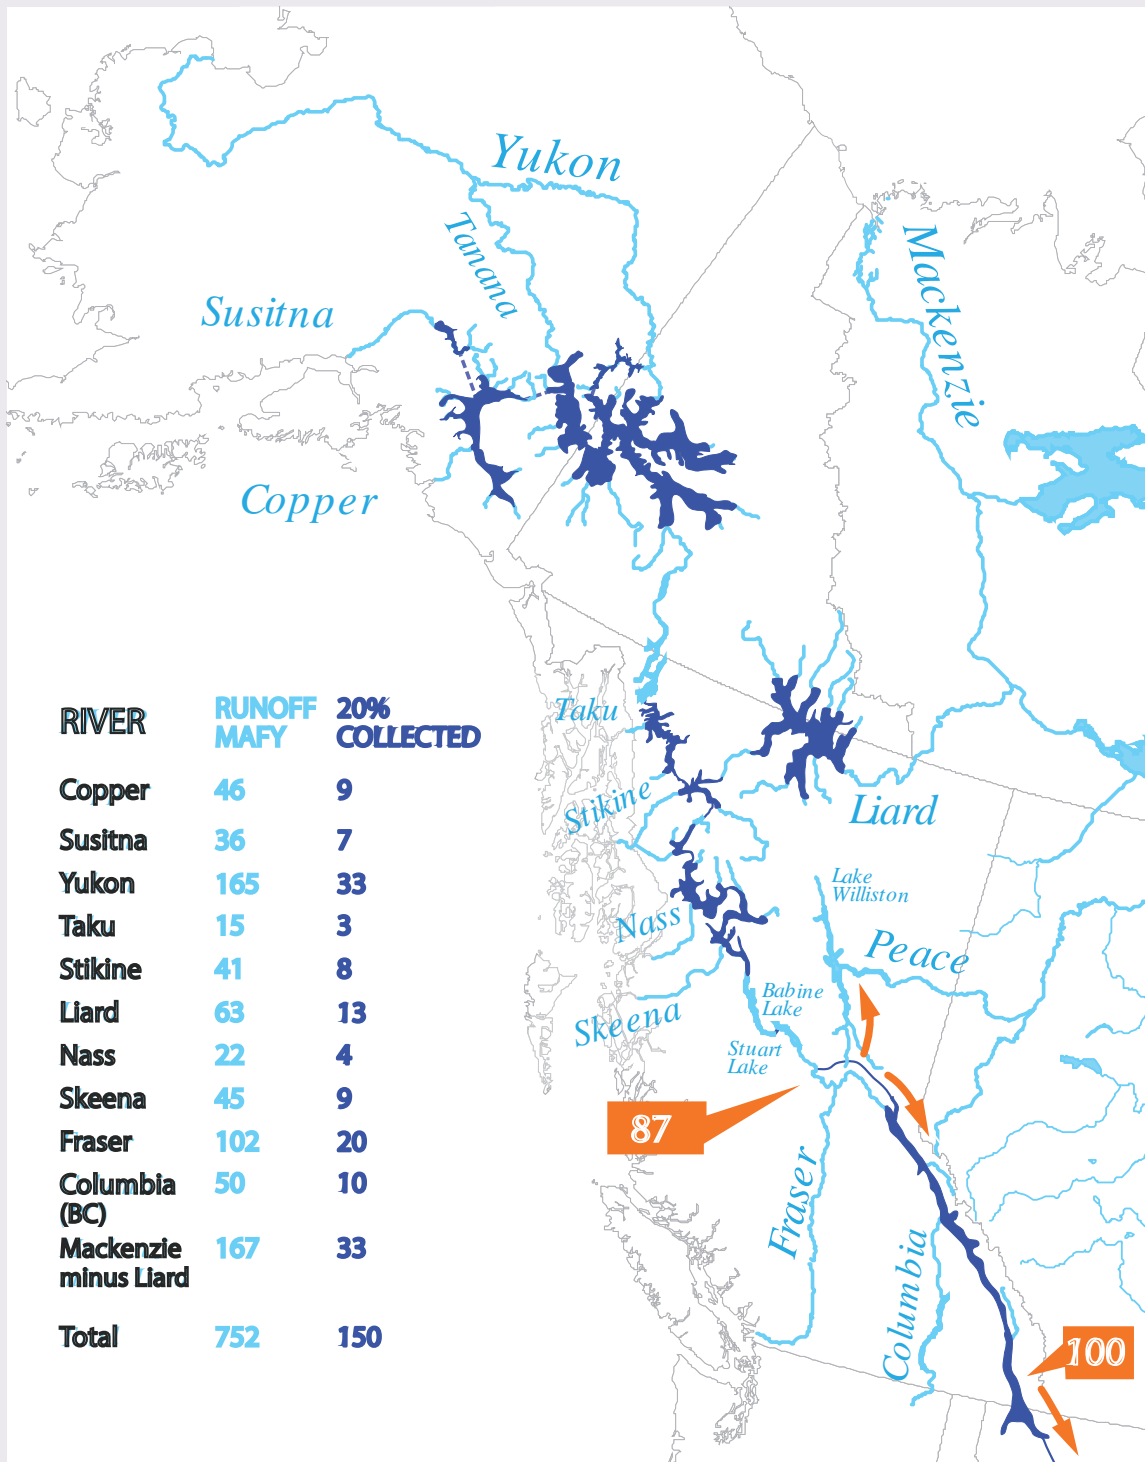 Yukon
Tanana
Mackenzie
Susitna
Copper
RIVER RUNOFF MAFY 20% COLLECTED
Copper 46 9
Susitna 36 7
Yukon 165 33
Taku 15 3
Stikine 41 8
Liard 63 13
Nass 22 4
Skeena 45 9
Fraser 102 20
Columbia (BC) 50 10
Mackenzie minus Liard 167 33
Total 752 150
Taku
Stikine
Liard
Lake
Williston
Nass
Peace
Skeena
Babine
Lake
Stuart
Lake
87
Fraser
Columbia
100